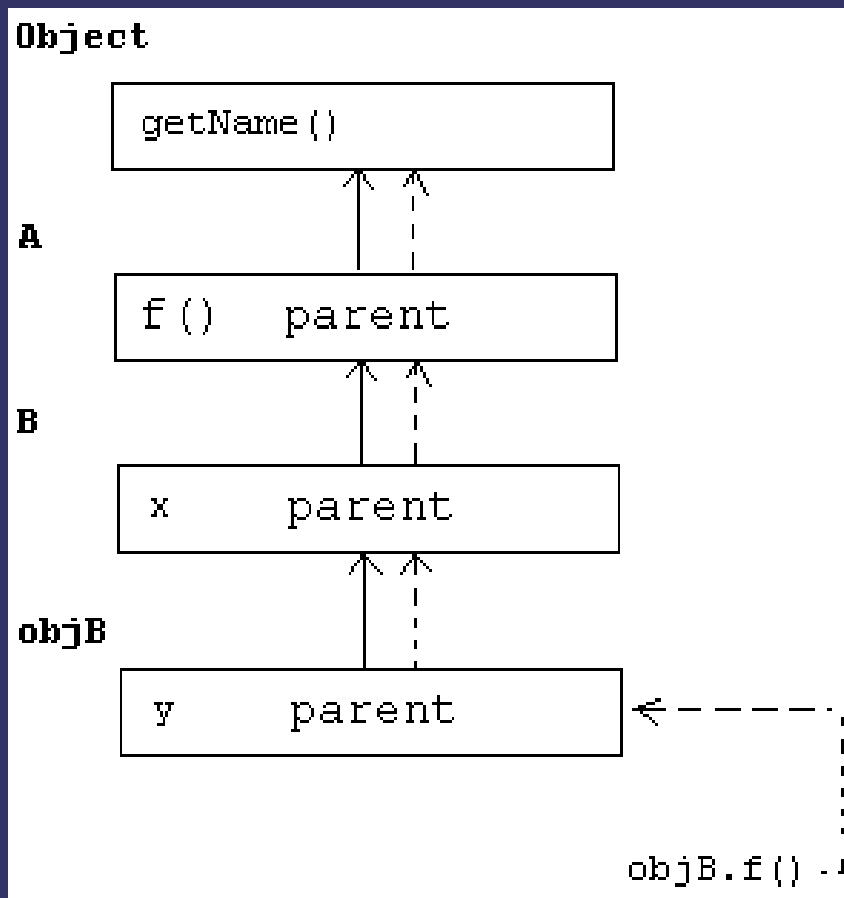 Object
getName()
A
f() parent
B
x parent
objB
y parent
objB.f()